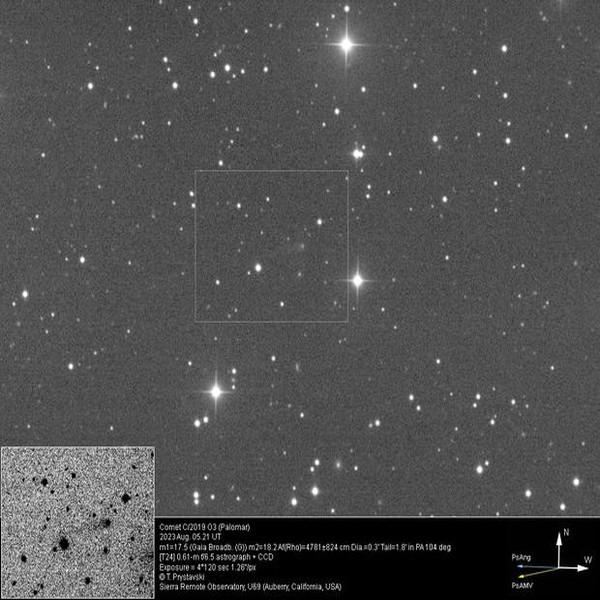 Comet C/2019 O3 (Palomar)
2023 Aug. 05.21 UT
m1=17.5 (Gaia Broadb. (G)) m2=18.2 Af(Rho)=4781±824 cm Dia.=0.3' Tail=1.8' in PA 104 deg
[T24] 0.61-m f/6.5 astrograph + CCD
Exposure = 4*120 sec 1.26"/px
© T. Prystavski
Sierra Remote Observatory, U69 (Auberry, California, USA)
N
PsAng
W
PsAMV